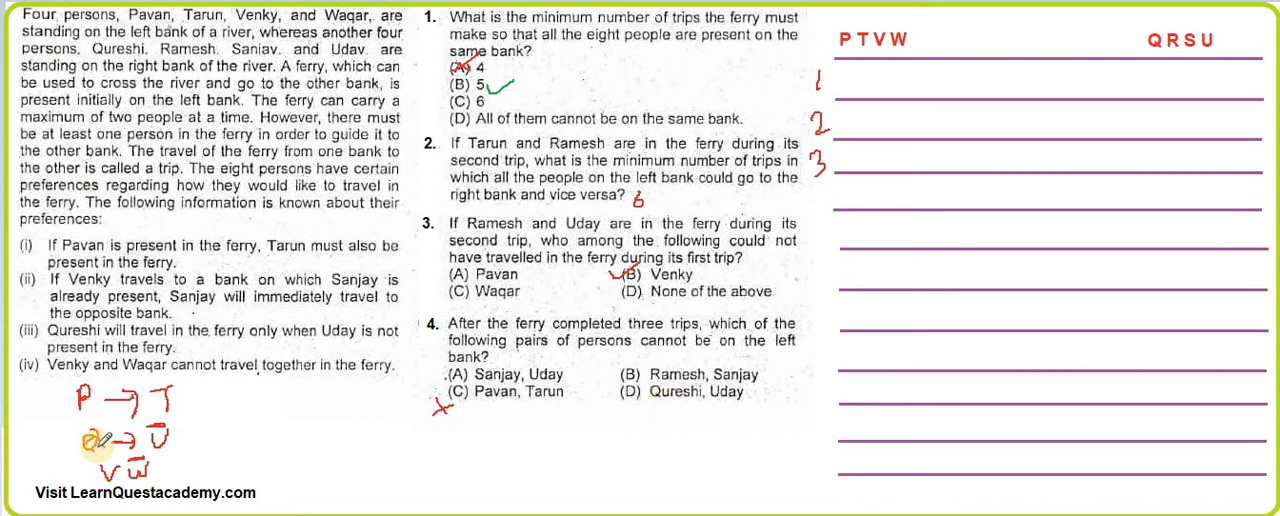 Four persons, Pavan, Tarun, Venky, and Waqar, are
standing on the left bank of a river, whereas another four
persons, Qureshi, Ramesh, Sanjay, and Uday, are
standing on the right bank of the river. A ferry, which can
be used to cross the river and go to the other bank, is
present initially on the left bank. The ferry can carry a
maximum of two people at a time. However, there must
be at least one person in the ferry in order to guide it to
the other bank. The travel of the ferry from one bank to
the other is called a trip. The eight persons have certain
preferences regarding how they would like to travel in
the ferry. The following information is known about their
preferences:
(i) If Pavan is present in the ferry, Tarun must also be
present in the ferry.
(ii) If Venky travels to a bank on which Sanjay is
already present, Sanjay will immediately travel to
the opposite bank.
(iii) Qureshi will travel in the ferry only when Uday is not
present in the ferry.
(iv) Venky and Waqar cannot travel together in the ferry.
P → T
Q → U̅
V W̅
Visit LearnQuestacademy.com
1. What is the minimum number of trips the ferry must
make so that all the eight people are present on the
same bank?
(A) 4
(B) 5
(C) 6
(D) All of them cannot be on the same bank.
2. If Tarun and Ramesh are in the ferry during its
second trip, what is the minimum number of trips in
which all the people on the left bank could go to the
right bank and vice versa? 6
3. If Ramesh and Uday are in the ferry during its
second trip, who among the following could not
have travelled in the ferry during its first trip?
(A) Pavan (B) Venky
(C) Waqar (D) None of the above
4. After the ferry completed three trips, which of the
following pairs of persons cannot be on the left
bank?
(A) Sanjay, Uday (B) Ramesh, Sanjay
(C) Pavan, Tarun (D) Qureshi, Uday
P T V W Q R S U
1
2
3